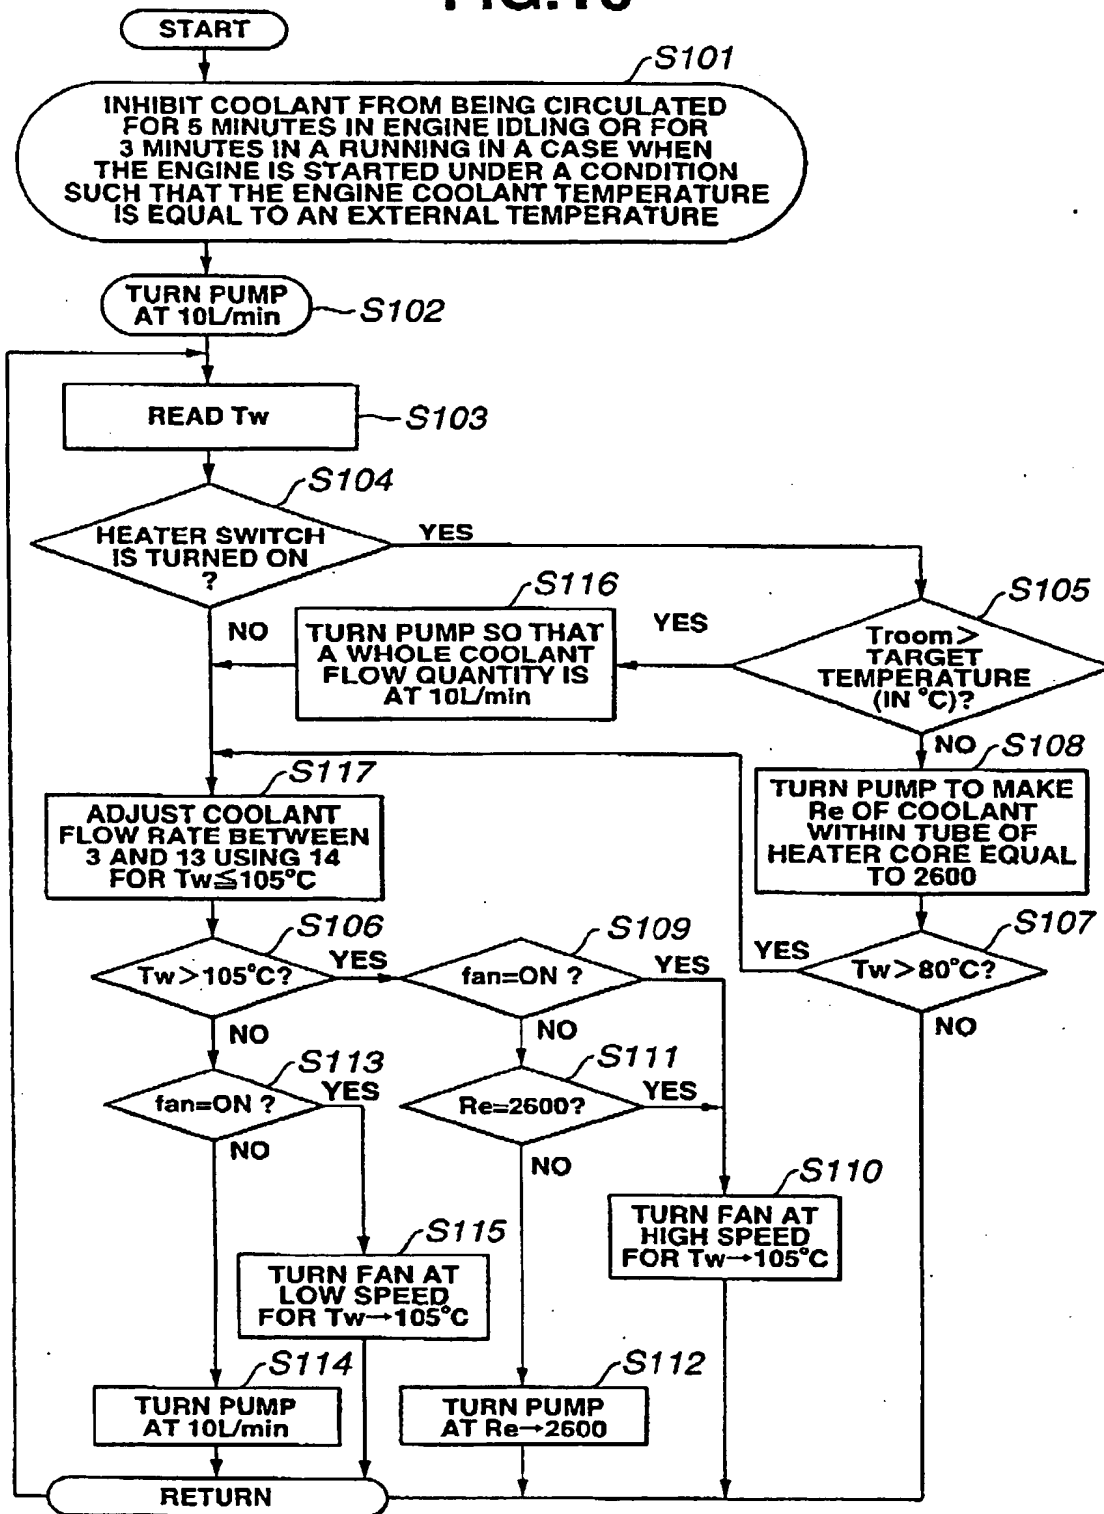 START
S101
INHIBIT COOLANT FROM BEING CIRCULATED
FOR 5 MINUTES IN ENGINE IDLING OR FOR
3 MINUTES IN A RUNNING IN A CASE WHEN
THE ENGINE IS STARTED UNDER A CONDITION
SUCH THAT THE ENGINE COOLANT TEMPERATURE
IS EQUAL TO AN EXTERNAL TEMPERATURE
TURN PUMP
AT 10L/min
S102
READ Tw
S103
S104
HEATER SWITCH
IS TURNED ON
?
YES
NO
S105
Troom>
TARGET
TEMPERATURE
(IN °C)?
YES
NO
S116
TURN PUMP SO THAT
A WHOLE COOLANT
FLOW QUANTITY IS
AT 10L/min
S108
TURN PUMP TO MAKE
Re OF COOLANT
WITHIN TUBE OF
HEATER CORE EQUAL
TO 2600
S107
Tw>80°C?
YES
NO
S117
ADJUST COOLANT
FLOW RATE BETWEEN
3 AND 13 USING 14
FOR Tw≦105°C
S106
Tw>105°C?
YES
NO
S109
fan=ON ?
YES
NO
S113
fan=ON ?
YES
NO
S111
Re=2600?
YES
NO
S110
TURN FAN AT
HIGH SPEED
FOR Tw→105°C
S115
TURN FAN AT
LOW SPEED
FOR Tw→105°C
S114
TURN PUMP
AT 10L/min
S112
TURN PUMP
AT Re→2600
RETURN